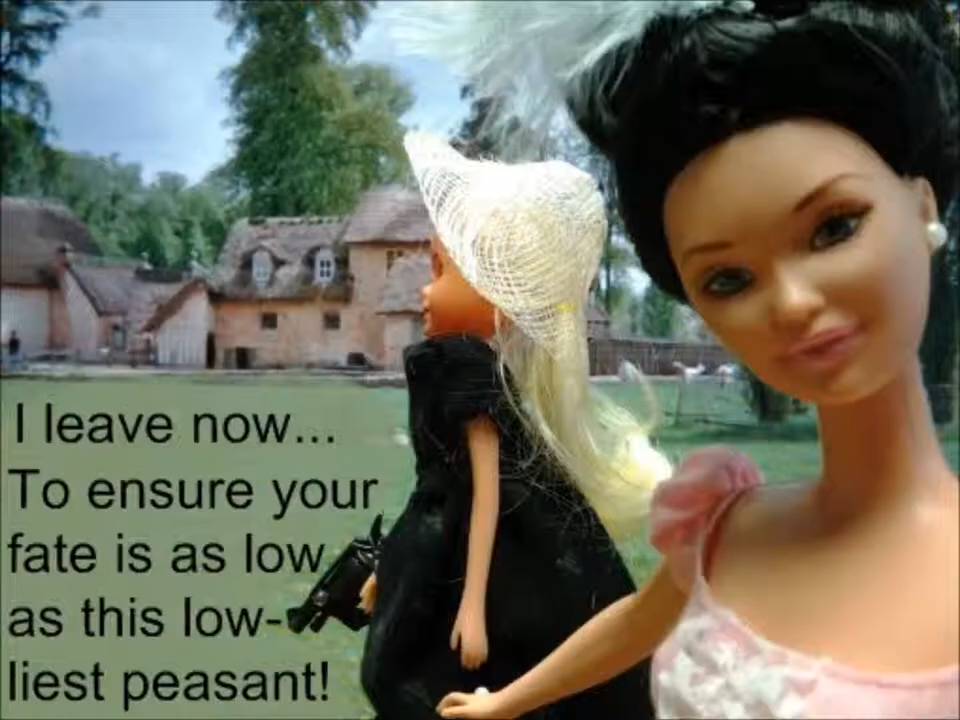 I leave now...
To ensure your
fate is as low
as this low-
liest peasant!